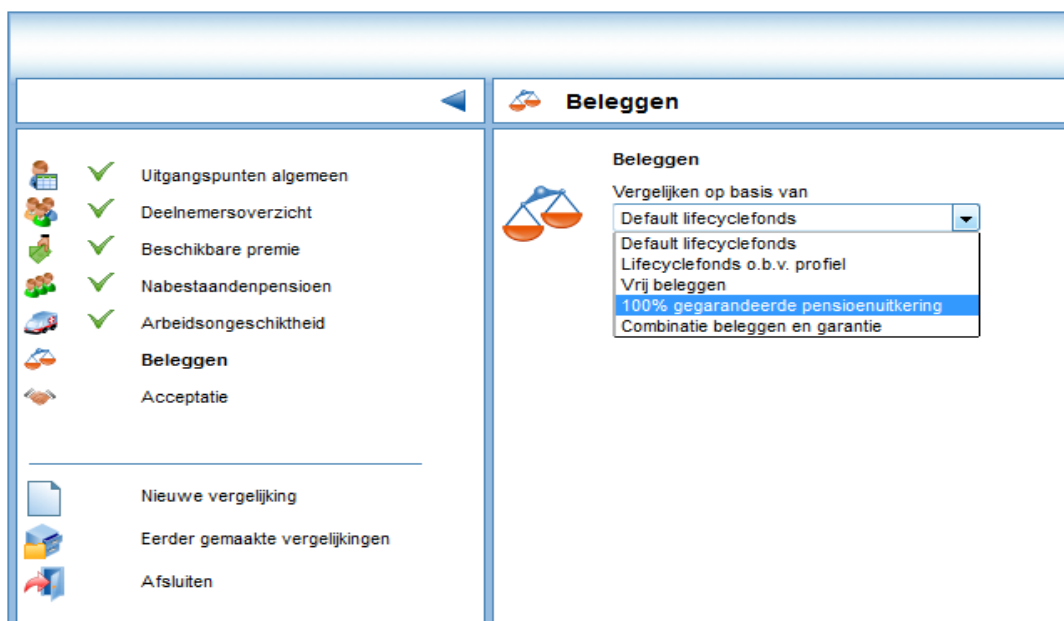 Uitgangspunten algemeen
Deelnemersoverzicht
Beschikbare premie
Nabestaandenpensioen
Arbeidsongeschiktheid
Beleggen
Acceptatie
Nieuwe vergelijking
Eerder gemaakte vergelijkingen
Afsluiten
Beleggen
Beleggen
Vergelijken op basis van
Default lifecyclefonds
Default lifecyclefonds
Lifecyclefonds o.b.v. profiel
Vrij beleggen
100% gegarandeerde pensioenuitkering
Combinatie beleggen en garantie